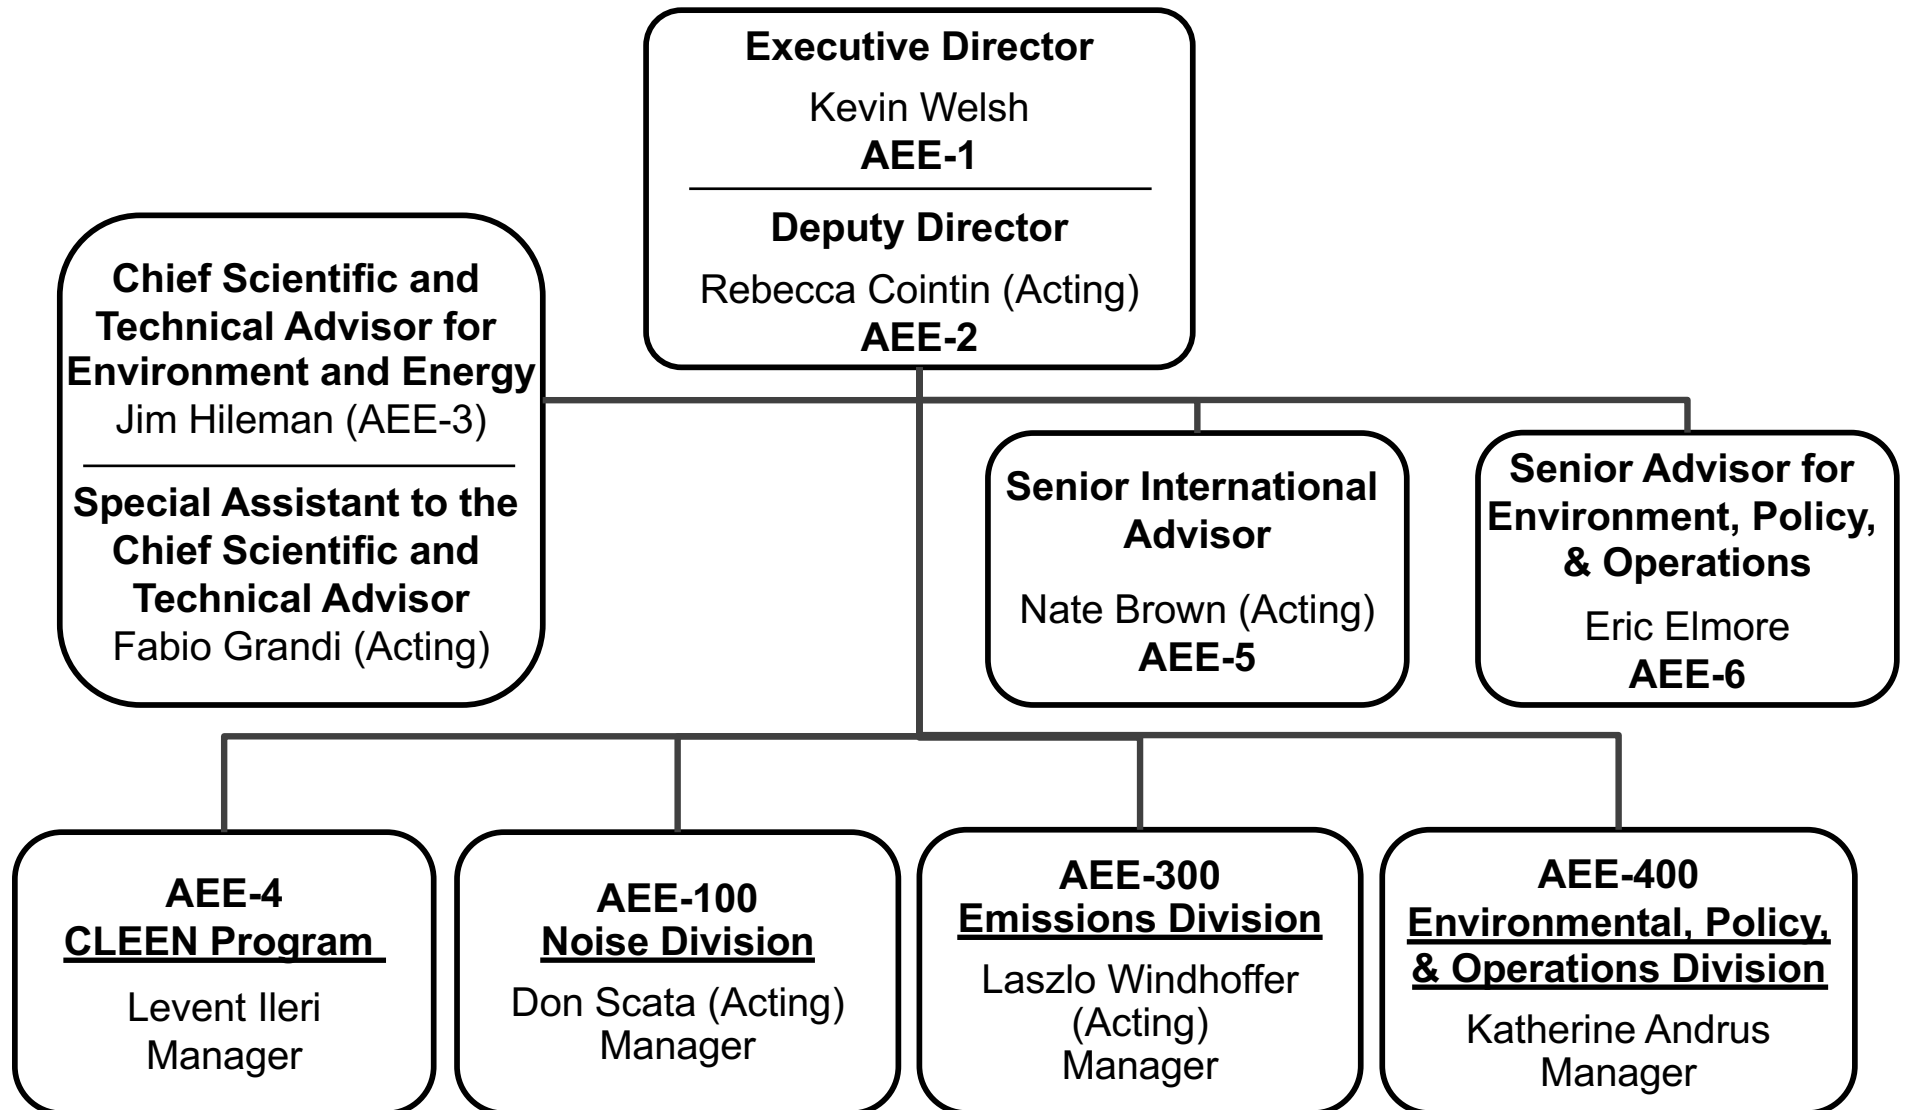 Executive Director
Kevin Welsh
AEE-1
Deputy Director
Rebecca Cointin (Acting)
AEE-2
Chief Scientific and
Technical Advisor for
Environment and Energy
Jim Hileman (AEE-3)
Special Assistant to the
Chief Scientific and
Technical Advisor
Fabio Grandi (Acting)
Senior International
Advisor
Nate Brown (Acting)
AEE-5
Senior Advisor for
Environment, Policy,
& Operations
Eric Elmore
AEE-6
AEE-4
CLEEN Program
Levent Ileri
Manager
AEE-100
Noise Division
Don Scata (Acting)
Manager
AEE-300
Emissions Division
Laszlo Windhoffer
(Acting)
Manager
AEE-400
Environmental, Policy,
& Operations Division
Katherine Andrus
Manager